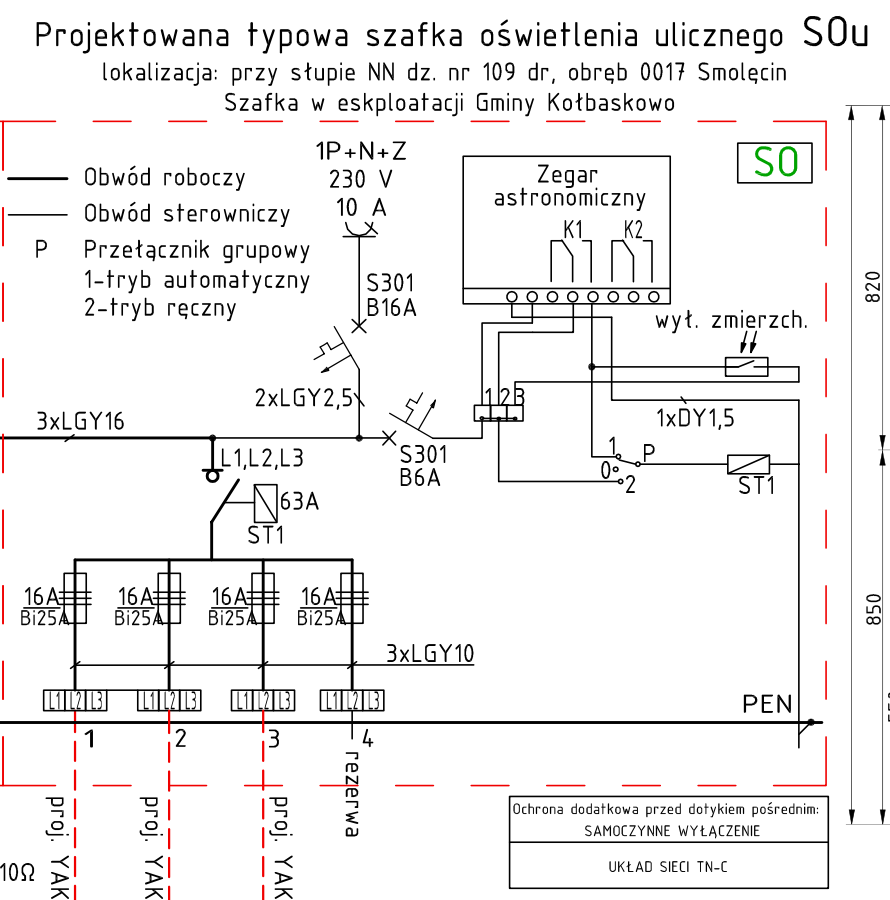 Projektowana typowa szafka oświetlenia ulicznego SOu
lokalizacja: przy słupie NN dz. nr 109 dr, obręb 0017 Smolęcin
Szafka w eskploatacji Gminy Kołbaskowo
SO
Obwód roboczy
Obwód sterowniczy
P Przełącznik grupowy
1-tryb automatyczny
2-tryb ręczny
1P+N+Z
230 V
10 A
S301
B16A
Zegar
astronomiczny
K1 K2
wył. zmierzch.
820
2xLGY2,5
123
1xDY1,5
3xLGY16
S301
B6A
1
P
0
2
ST1
L1,L2,L3
63A
ST1
850
16A
Bi25A
16A
Bi25A
16A
Bi25A
16A
Bi25A
3xLGY10
L1 L2 L3
L1 L2 L3
L1 L2 L3
L1 L2 L3
PEN
1 2 3 4
rezerwa
proj. YAK
proj. YAK
proj. YAK
10Ω
Ochrona dodatkowa przed dotykiem pośrednim:
SAMOCZYNNE WYŁĄCZENIE
UKŁAD SIECI TN-C